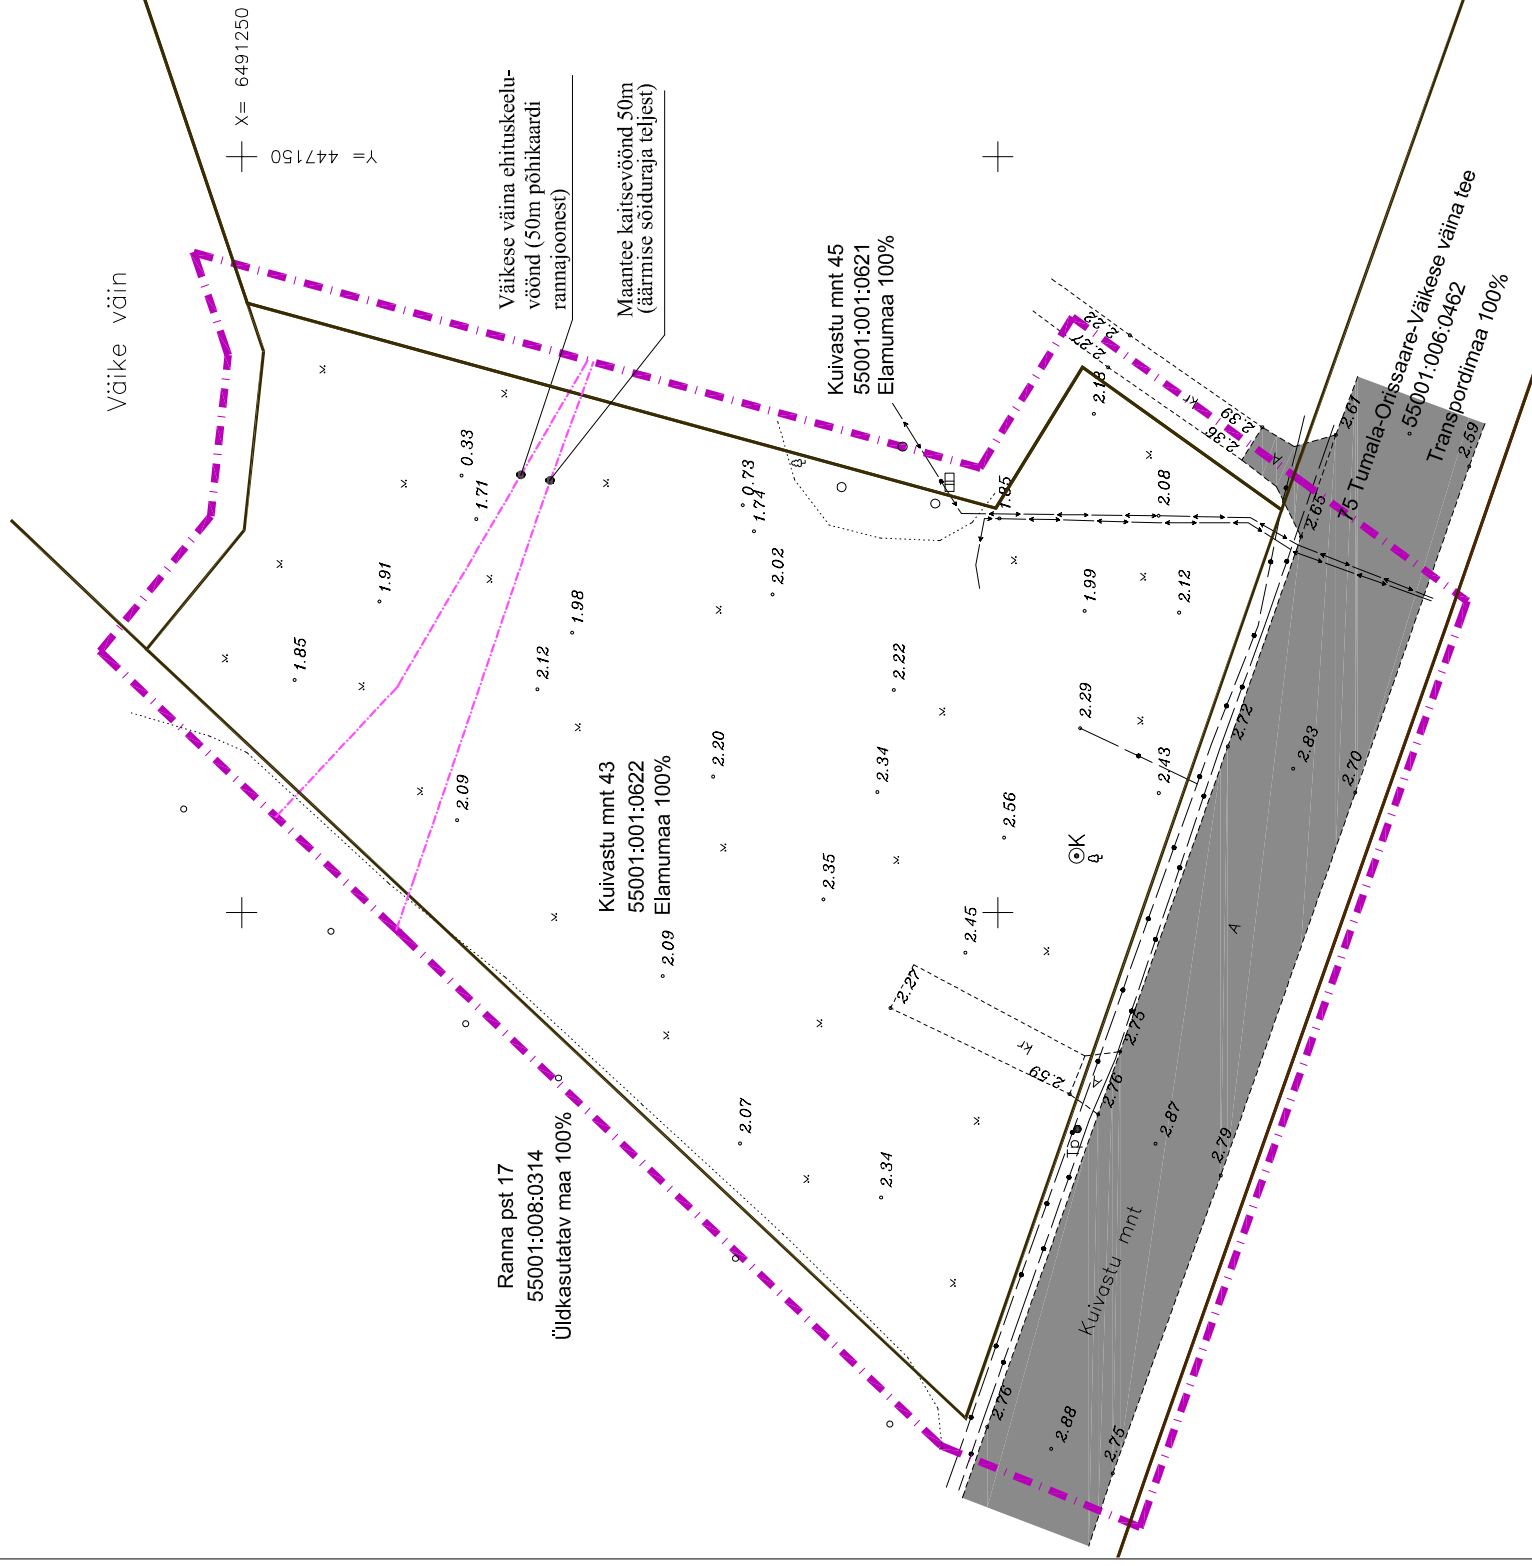 X= 6491250
Y= 447150
Väike väin
Väikese väina ehituskeelu-
vöönd (50m põhikaardi
rannajoonest)
Maantee kaitsevöönd 50m
(äärmise sõiduraja teljest)
Kuivastu mnt 45
55001:001:0621
Elamumaa 100%
75 Tumala-Orissaare-Väikese väina tee
55001:006:0462
Transpordimaa 100%
Kuivastu mnt 43
55001:001:0622
Elamumaa 100%
Ranna pst 17
55001:008:0314
Üldkasutatav maa 100%
Kuivastu mnt
0.33
1.71
1.91
1.85
1.98
2.12
2.09
0.73
1.74
2.02
2.20
2.22
2.34
2.35
2.09
2.07
2.34
2.45
2.56
2.29
2.43
1.99
2.12
2.08
1.85
2.18
2.27
2.22
kr
2.39
2.36
A
2.61
2.65
2.59
2.72
2.83
2.70
A
2.27
kr
2.59
A
2.75
2.76
Tp
K
2.87
2.79
2.76
2.88
2.75